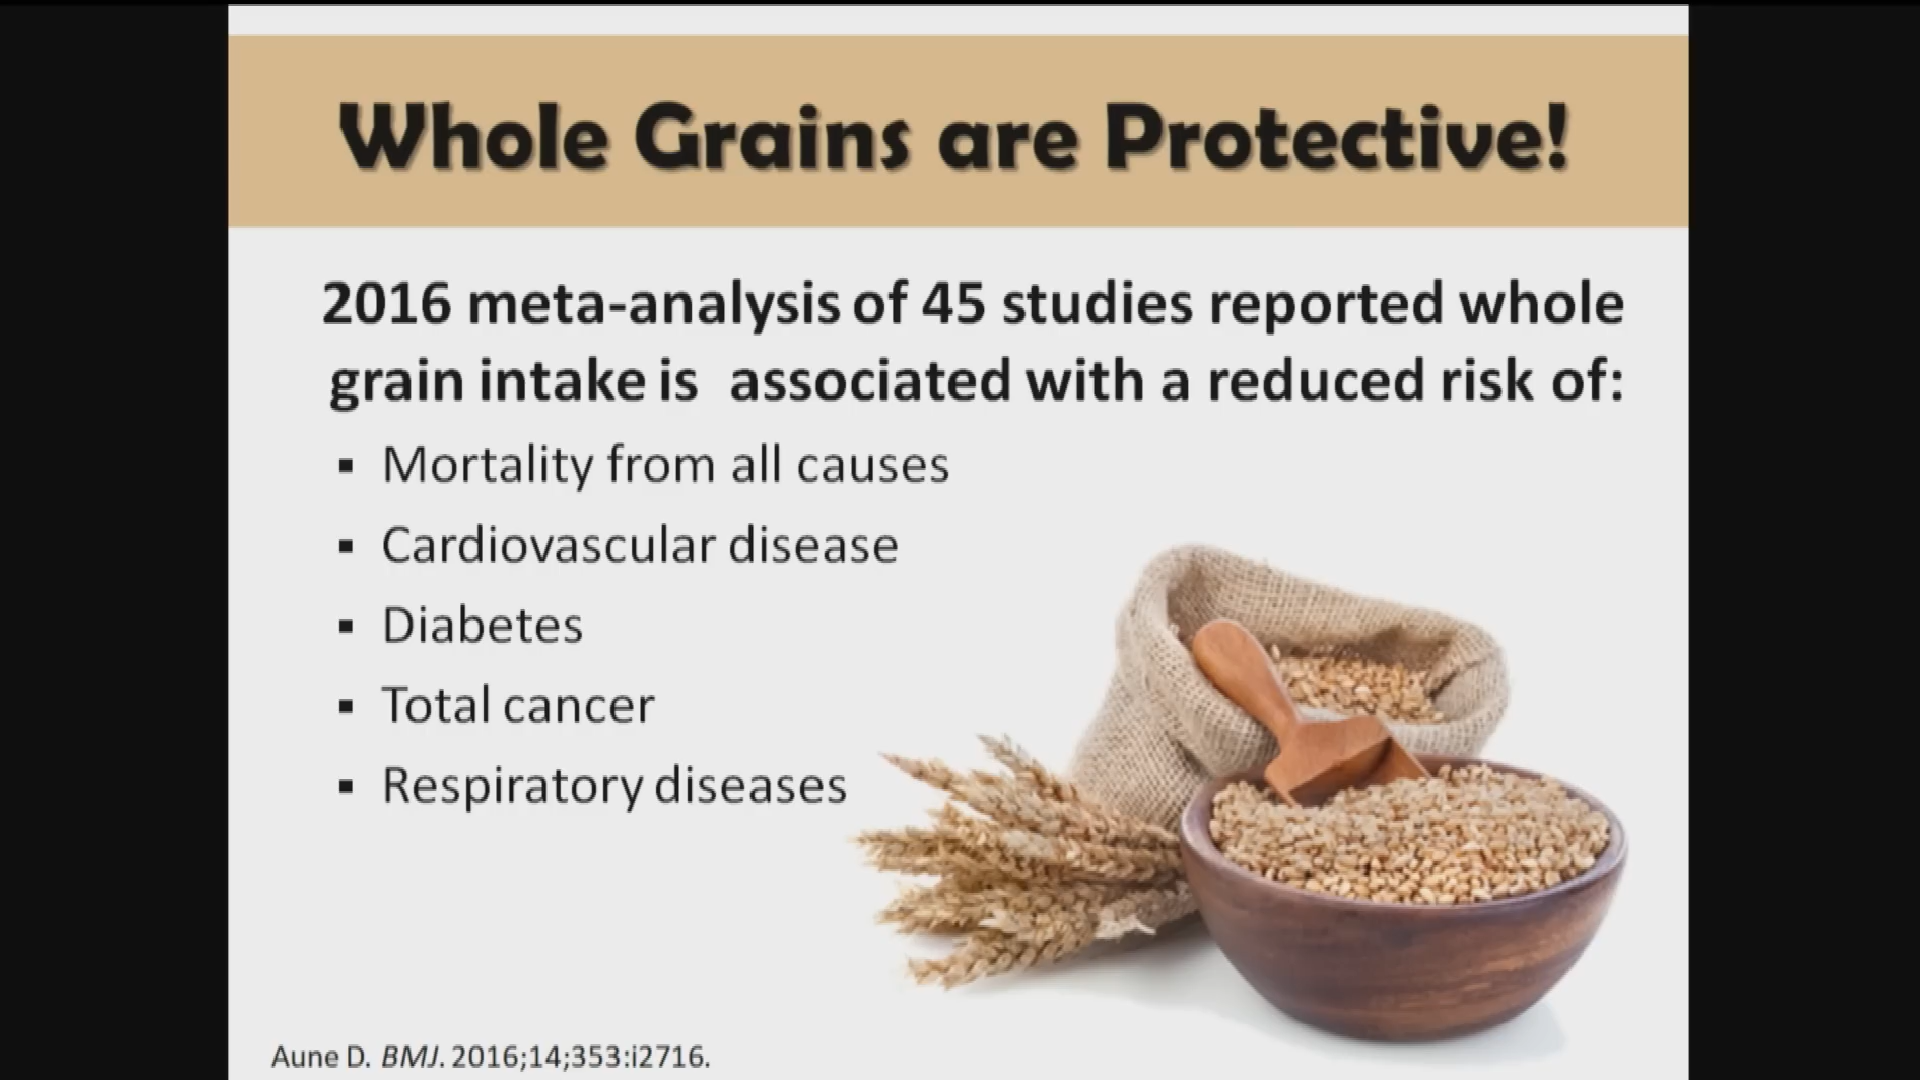 Whole Grains are Protective!
2016 meta-analysis of 45 studies reported whole
grain intake is associated with a reduced risk of:
▪ Mortality from all causes
▪ Cardiovascular disease
▪ Diabetes
▪ Total cancer
▪ Respiratory diseases
Aune D. BMJ. 2016;14;353:i2716.